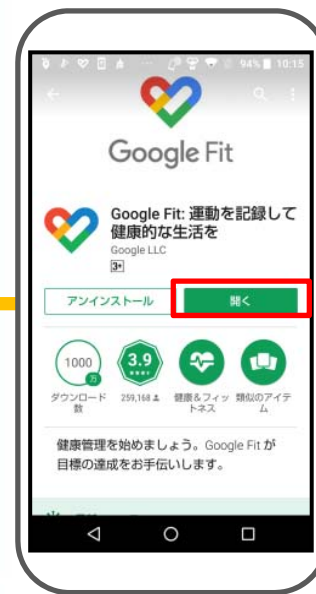 94% 10:15
Google Fit
Google Fit: 運動を記録して
健康的な生活を
Google LLC
3+
アンインストール
開く
1000
万
3.9
ダウンロード
数
259,168
健康&フィッ
トネス
類似のアイテ
ム
健康管理を始めましょう。Google Fit が
目標の達成をお手伝いします。